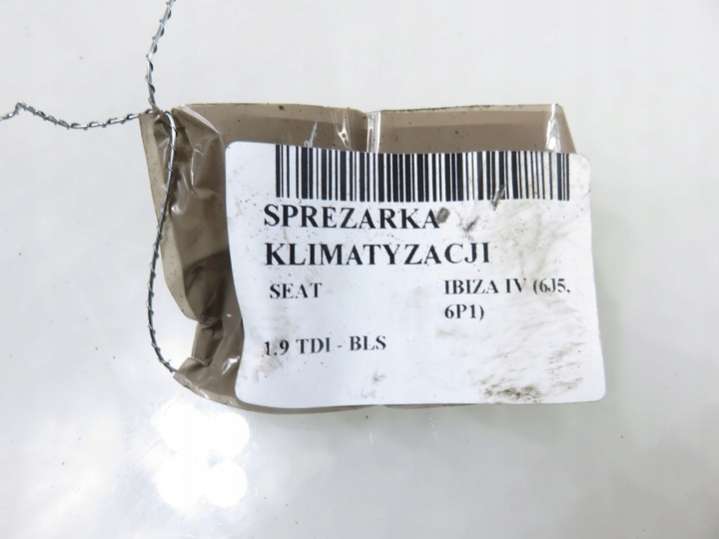 SPREZARKA
KLIMATYZACJI
SEAT IBIZA IV (6J5,
6P1)
1.9 TDI - BLS